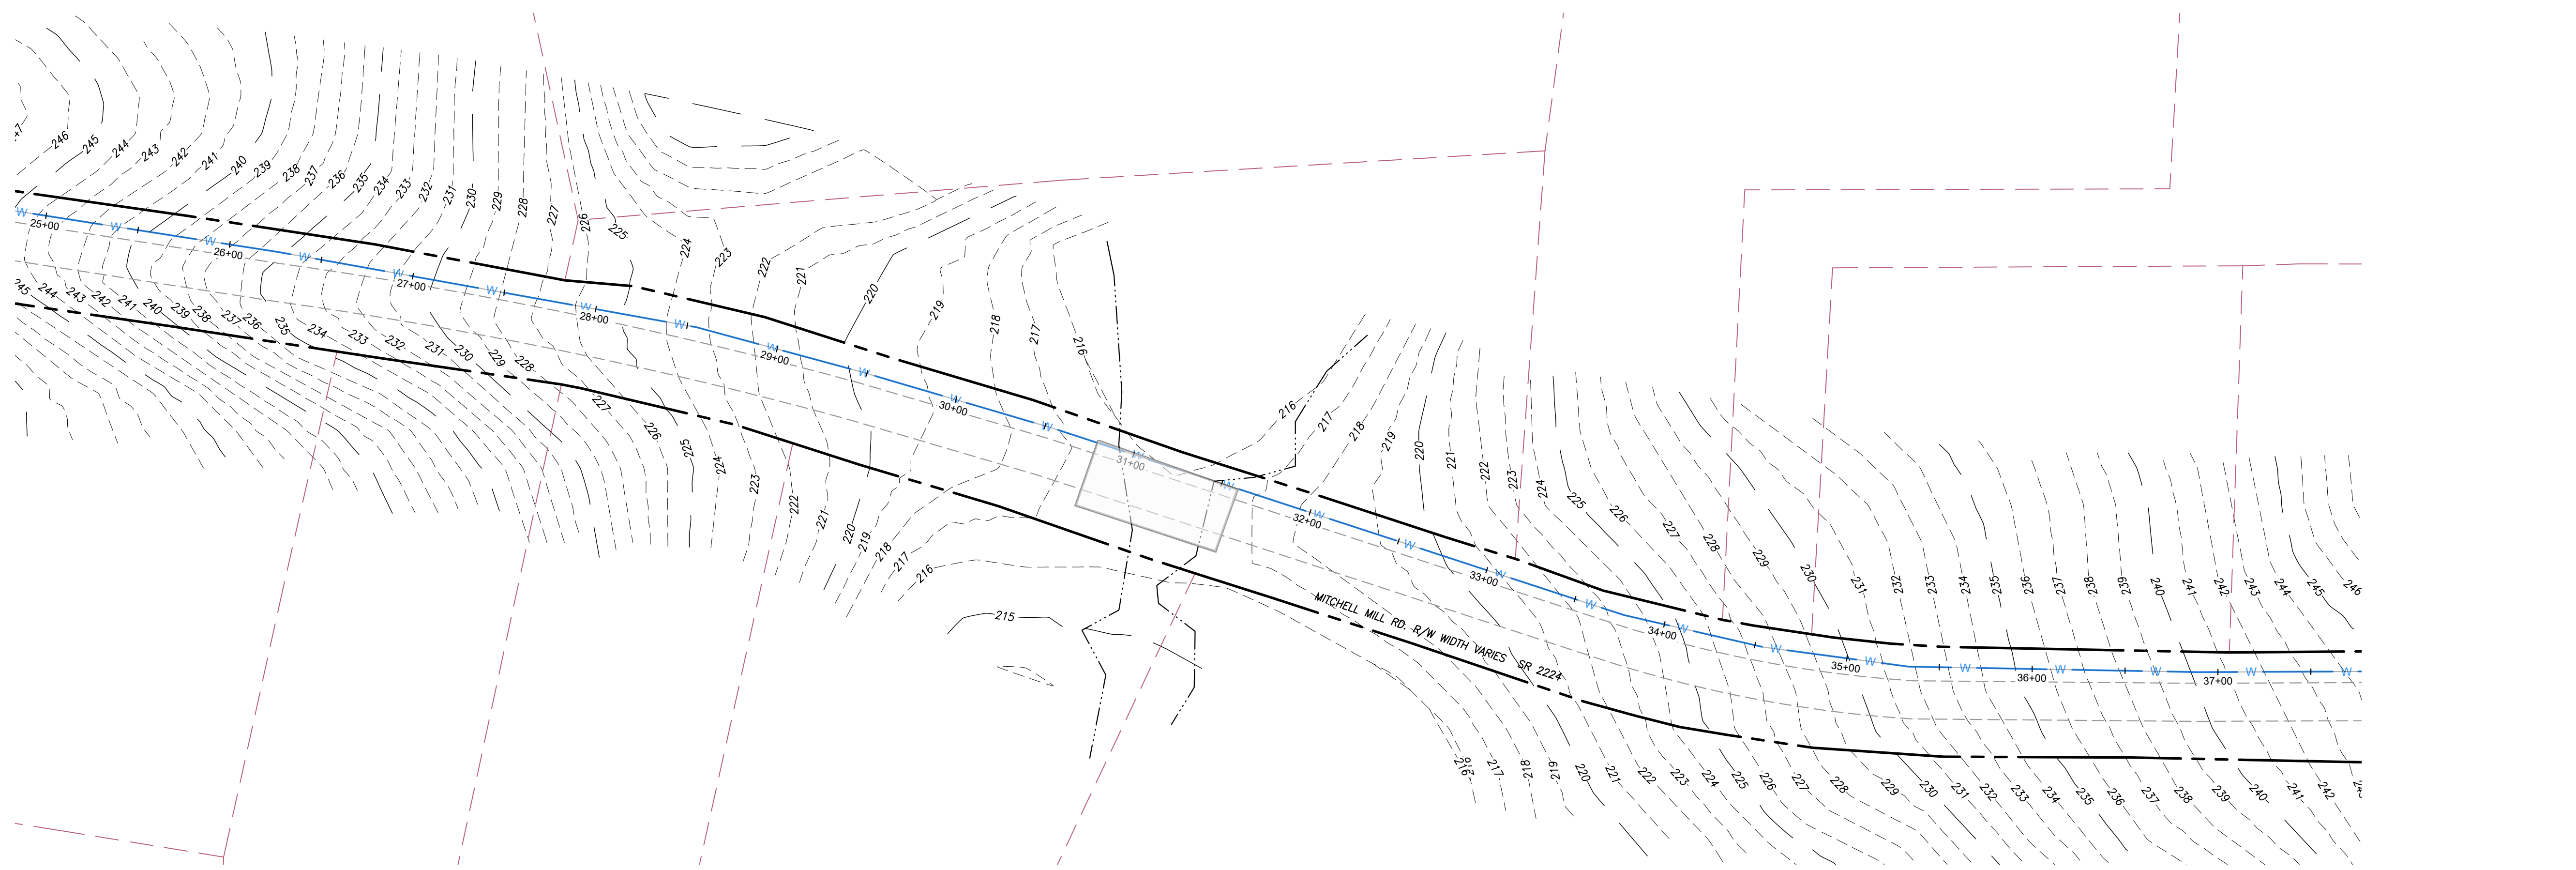 246 245 244 243 242 241 240 239 238 237 236 235 234 233 232 231 230 229 228 227 226 225 224 223 222 221 220 219 218 217 216
W W W W W W W W W W W W W W W W W W W W W W W W W W
25+00 26+00 27+00 28+00 29+00 30+00 31+00 32+00 33+00 34+00 35+00 36+00 37+00
245 244 243 242 241 240 239 238 237 236 235 234 233 232 231 230 229 228 227 226 225 224 223 222 221 220 219 218 217 216
215
216 217 218 219 220 221 222 223 224 225 226 227 228 229 230 231 232 233 234 235 236 237 238 239 240 241 242 243 244 245 246
MITCHELL MILL RD. R/W WIDTH VARIES SR 2224
216 217 218 219 220 221 222 223 224 225 226 227 228 229 230 231 232 233 234 235 236 237 238 239 240 241 242